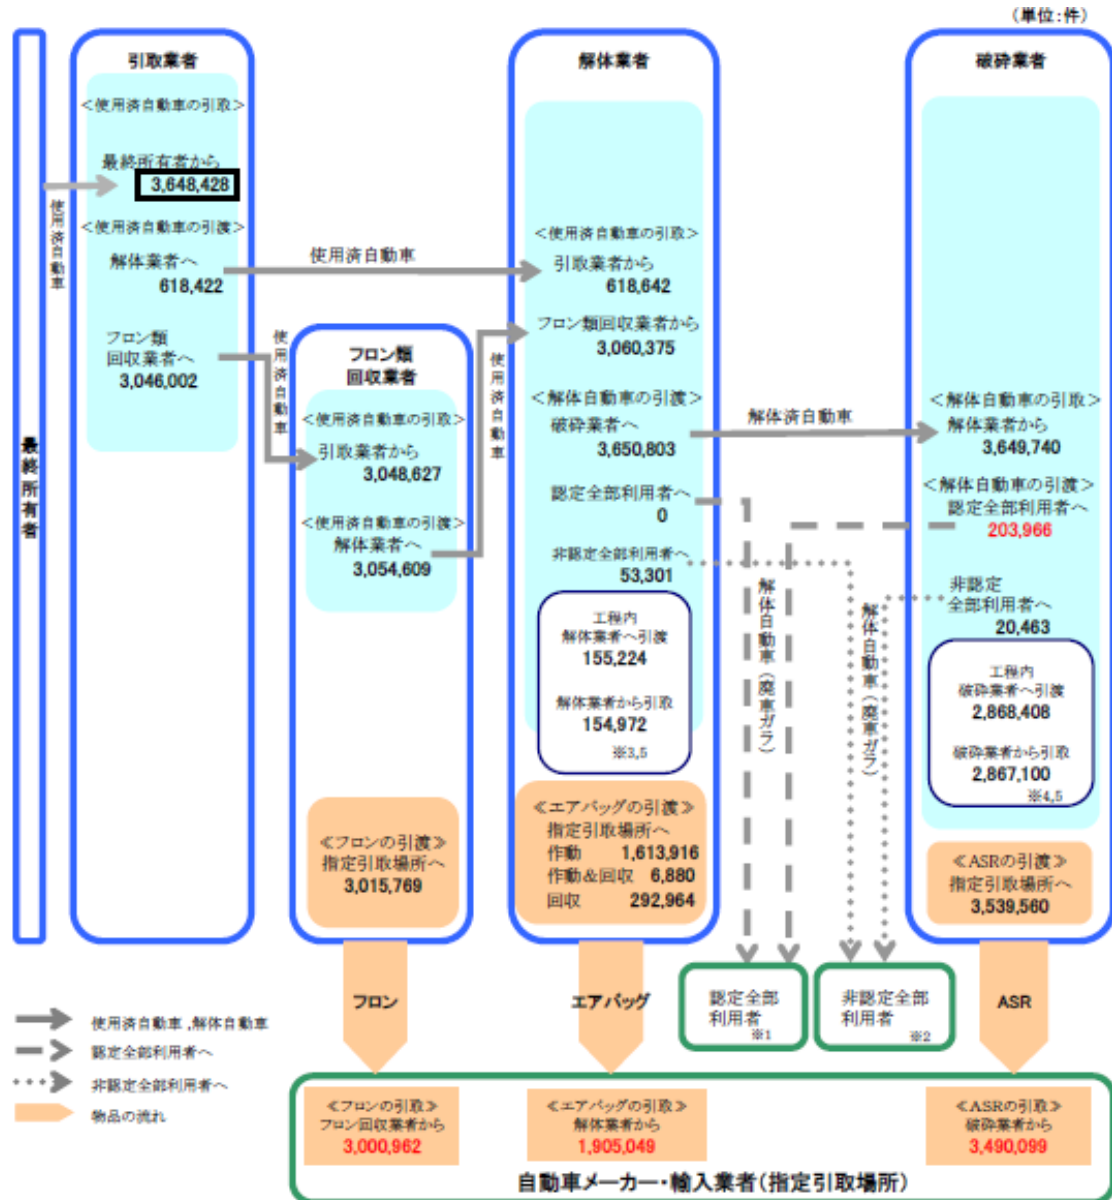 (単位:件)
最終所有者
使用済自動車
引取業者
<使用済自動車の引取>
最終所有者から
3,648,428
<使用済自動車の引渡>
解体業者へ
618,422
フロン類
回収業者へ
3,046,002
使用済自動車
使用済自動車
フロン類
回収業者
<使用済自動車の引取>
引取業者から
3,048,627
<使用済自動車の引渡>
解体業者へ
3,054,609
≪フロンの引渡≫
指定引取場所へ
3,015,769
使用済自動車
解体業者
<使用済自動車の引取>
引取業者から
618,642
フロン類回収業者から
3,060,375
<解体自動車の引渡>
破砕業者へ
3,650,803
認定全部利用者へ
0
非認定全部利用者へ
53,301
工程内
解体業者へ引渡
155,224
解体業者から引取
154,972
※3,5
≪エアバッグの引渡≫
指定引取場所へ
作動 1,613,916
作動&回収 6,880
回収 292,964
解体済自動車
解体自動車(廃車ガラ)
解体自動車(廃車ガラ)
破砕業者
<解体自動車の引取>
解体業者から
3,649,740
<解体自動車の引渡>
認定全部利用者へ
203,966
非認定
全部利用者へ
20,463
工程内
破砕業者へ引渡
2,868,408
破砕業者から引取
2,867,100
※4,5
≪ASRの引渡≫
指定引取場所へ
3,539,560
フロン
エアバッグ
認定全部
利用者
※1
非認定全部
利用者
※2
ASR
使用済自動車,解体自動車
認定全部利用者へ
非認定全部利用者へ
物品の流れ
≪フロンの引取≫
フロン回収業者から
3,000,962
≪エアバッグの引取≫
解体業者から
1,905,049
≪ASRの引取≫
破砕業者から
3,490,099
自動車メーカー・輸入業者(指定引取場所)